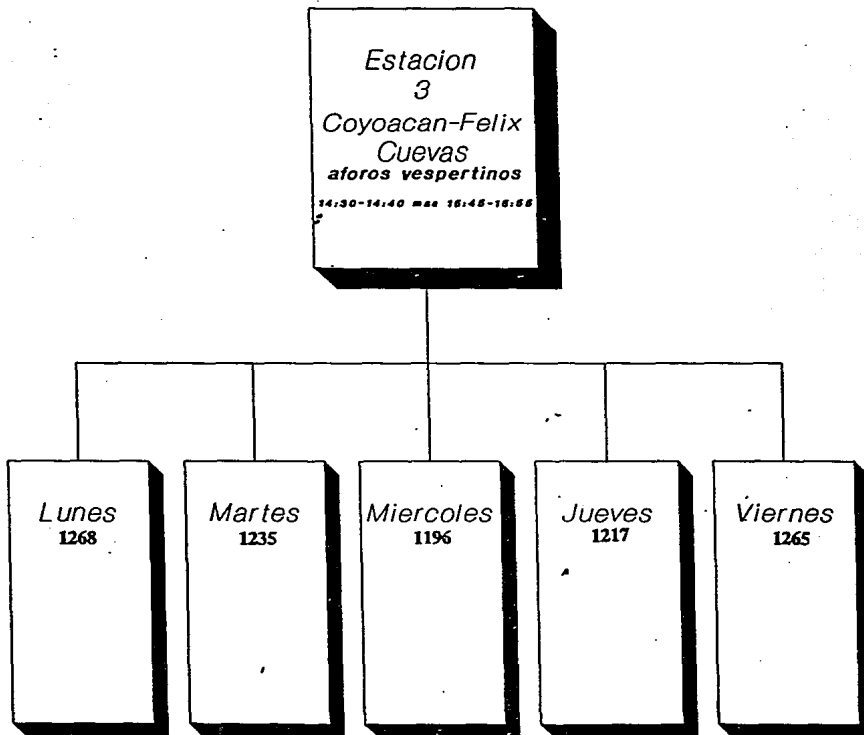 Estacion
3
Coyoacan-Felix
Cuevas
aforos vespertinos
14:30-14:40 mas 16:45-16:55
Lunes
1268
Martes
1235
Miercoles
1196
Jueves
1217
Viernes
1265